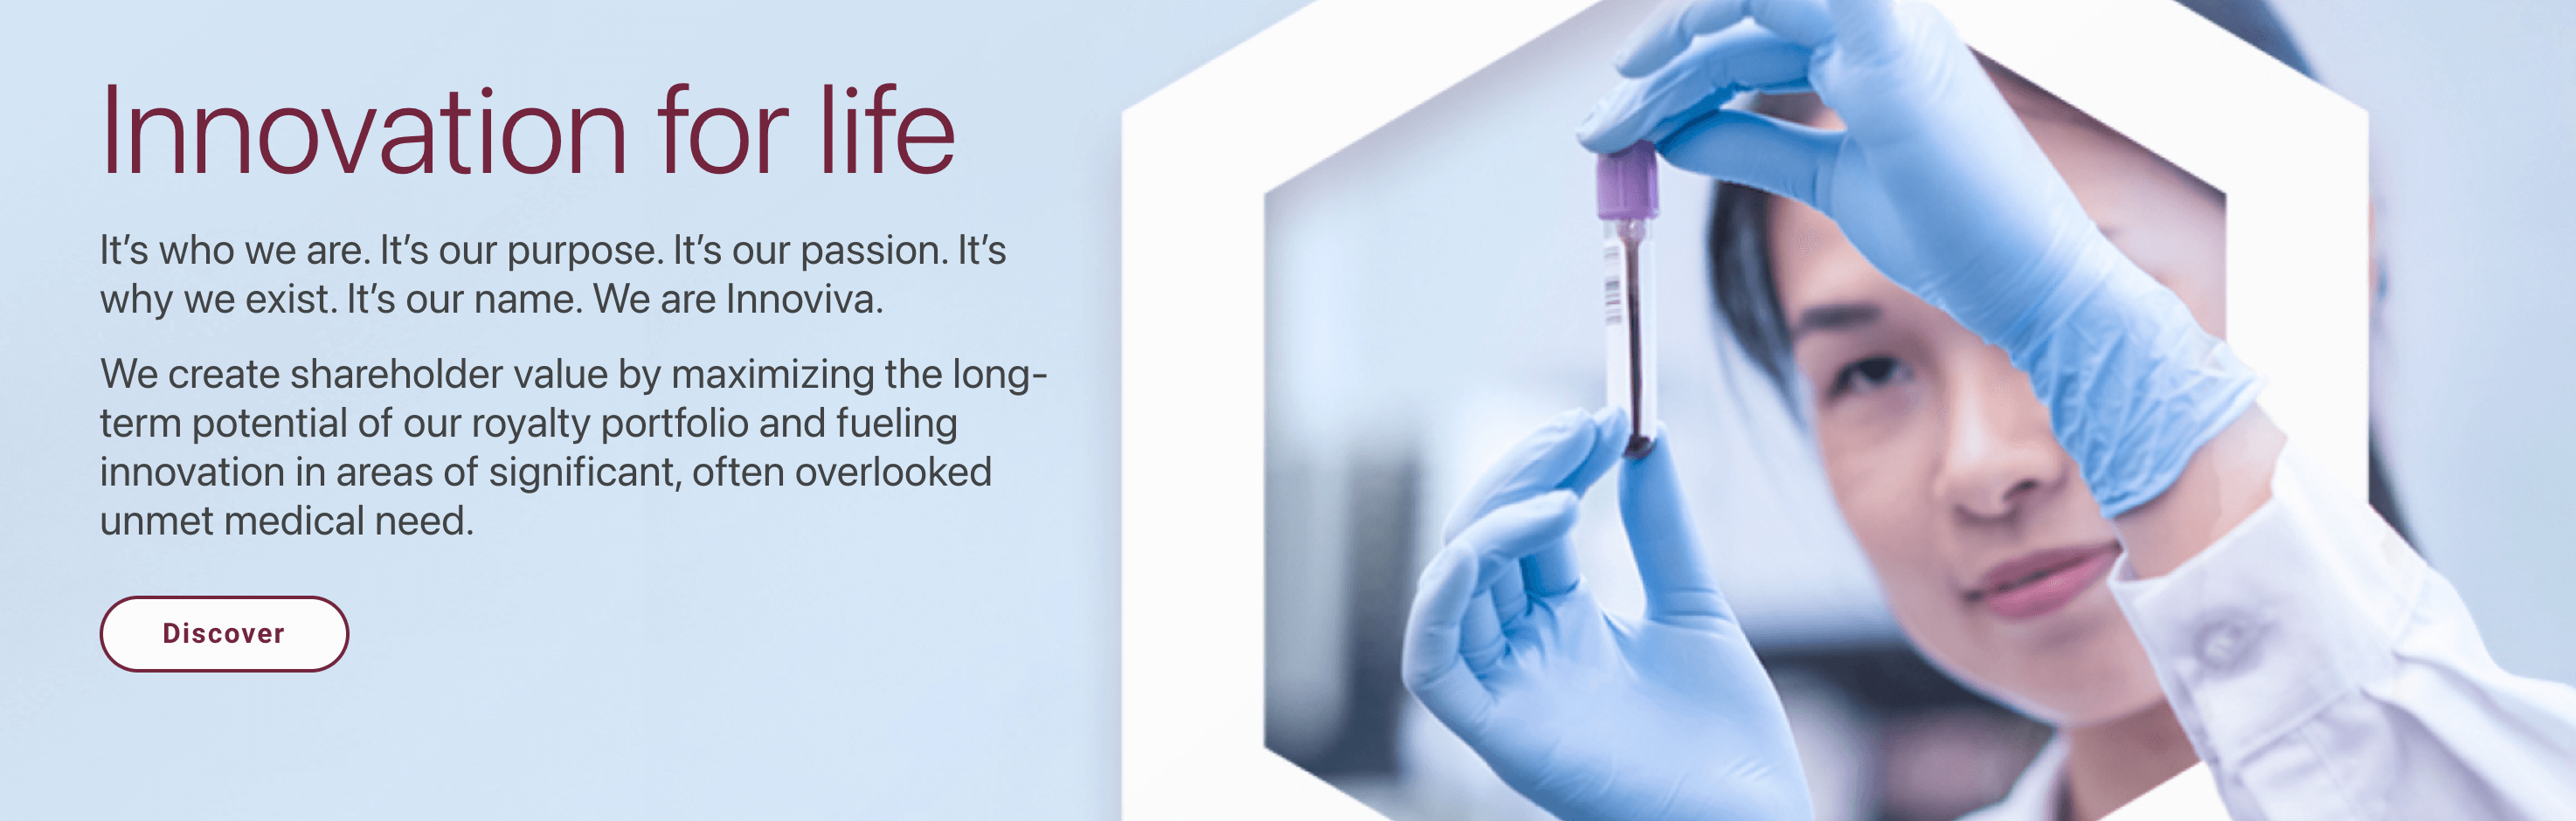 Innovation for life
It’s who we are. It’s our purpose. It’s our passion. It’s
why we exist. It’s our name. We are Innoviva.
We create shareholder value by maximizing the long-
term potential of our royalty portfolio and fueling
innovation in areas of significant, often overlooked
unmet medical need.
Discover